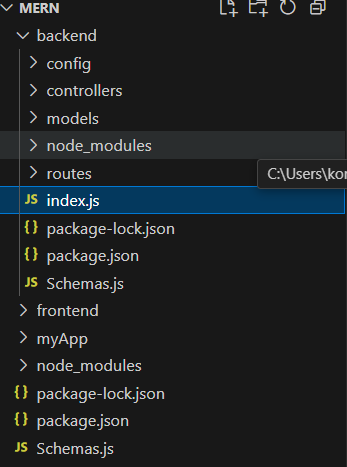 MERN
backend
config
controllers
models
node_modules
routes
C:\Users\kor
JS index.js
{} package-lock.json
{} package.json
JS Schemas.js
frontend
myApp
node_modules
{} package-lock.json
{} package.json
JS Schemas.js